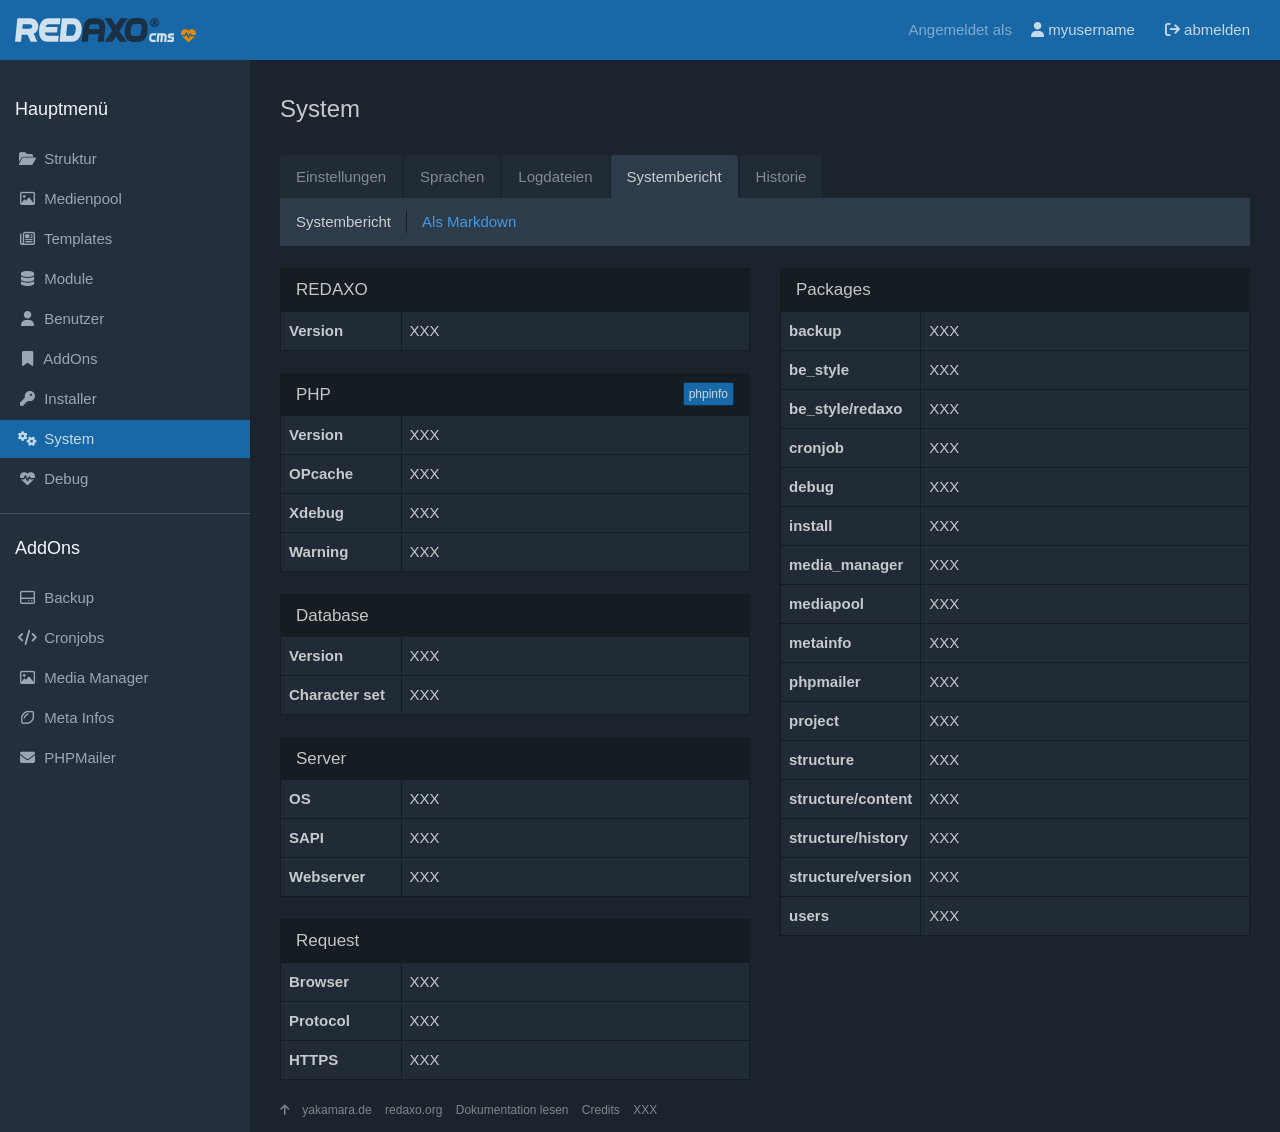 REDAXO® cms
Angemeldet als myusername abmelden
Hauptmenü
Struktur
Medienpool
Templates
Module
Benutzer
AddOns
Installer
System
Debug
AddOns
Backup
Cronjobs
Media Manager
Meta Infos
PHPMailer
System
Einstellungen Sprachen Logdateien Systembericht Historie
Systembericht Als Markdown
REDAXO
Version XXX
PHP phpinfo
Version XXX
OPcache XXX
Xdebug XXX
Warning XXX
Database
Version XXX
Character set XXX
Server
OS XXX
SAPI XXX
Webserver XXX
Request
Browser XXX
Protocol XXX
HTTPS XXX
Packages
backup XXX
be_style XXX
be_style/redaxo XXX
cronjob XXX
debug XXX
install XXX
media_manager XXX
mediapool XXX
metainfo XXX
phpmailer XXX
project XXX
structure XXX
structure/content XXX
structure/history XXX
structure/version XXX
users XXX
yakamara.de redaxo.org Dokumentation lesen Credits XXX